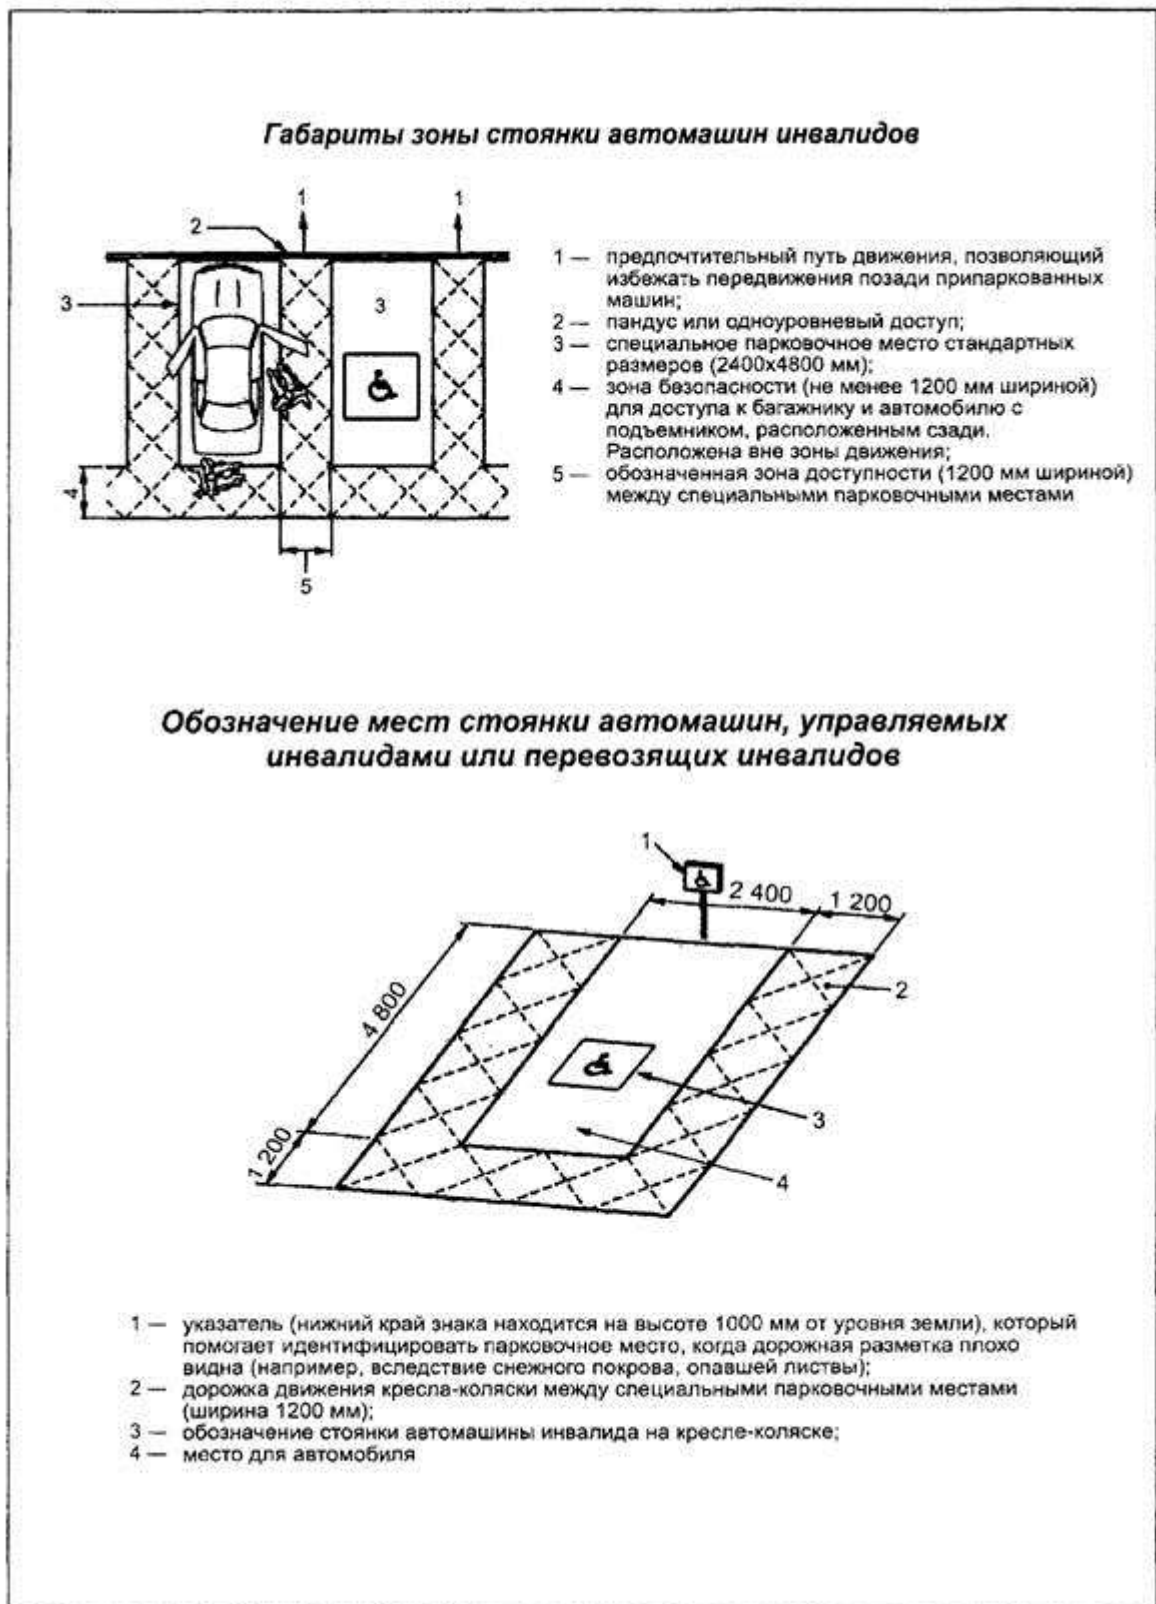 Габариты зоны стоянки автомашин инвалидов
1 1
2
3
3
4
5
1 — предпочтительный путь движения, позволяющий
избежать передвижения позади припаркованных
машин;
2 — пандус или одноуровневый доступ;
3 — специальное парковочное место стандартных
размеров (2400х4800 мм);
4 — зона безопасности (не менее 1200 мм шириной)
для доступа к багажнику и автомобилю с
подъемником, расположенным сзади.
Расположена вне зоны движения;
5 — обозначенная зона доступности (1200 мм шириной)
между специальными парковочными местами
Обозначение мест стоянки автомашин, управляемых
инвалидами или перевозящих инвалидов
1
2 400
1 200
2
4 800
3
1 200
4
1 — указатель (нижний край знака находится на высоте 1000 мм от уровня земли), который
помогает идентифицировать парковочное место, когда дорожная разметка плохо
видна (например, вследствие снежного покрова, опавшей листвы);
2 — дорожка движения кресла-коляски между специальными парковочными местами
(ширина 1200 мм);
3 — обозначение стоянки автомашины инвалида на кресле-коляске;
4 — место для автомобиля